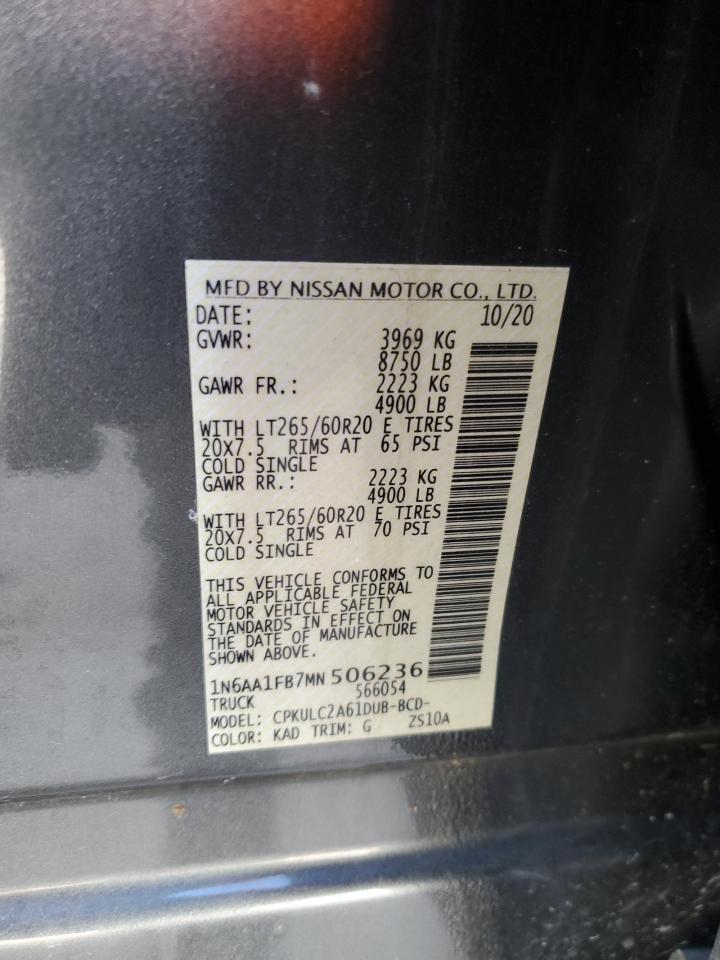 MFD BY NISSAN MOTOR CO., LTD.
DATE: 10/20
GVWR: 3969 KG
8750 LB
GAWR FR.: 2223 KG
4900 LB
WITH LT265/60R20 E TIRES
20X7.5 RIMS AT 65 PSI
COLD SINGLE
GAWR RR.: 2223 KG
4900 LB
WITH LT265/60R20 E TIRES
20X7.5 RIMS AT 70 PSI
COLD SINGLE
THIS VEHICLE CONFORMS TO
ALL APPLICABLE FEDERAL
MOTOR VEHICLE SAFETY
STANDARDS IN EFFECT ON
THE DATE OF MANUFACTURE
SHOWN ABOVE.
1N6AA1FB7MN 506236
TRUCK 566054
MODEL: CPKULC2A61DUB-BCD-
COLOR: KAD TRIM: G ZS10A